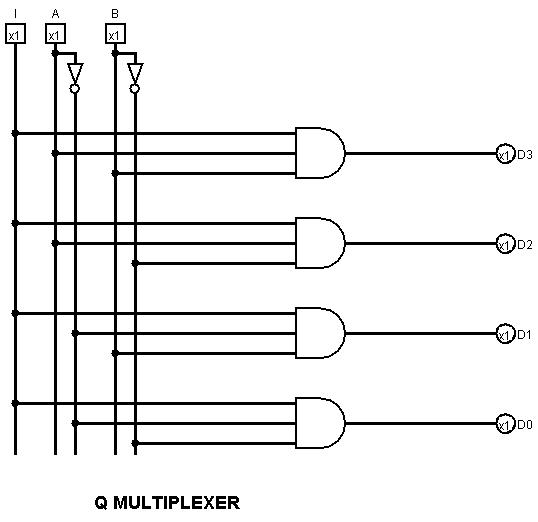 I A B
x1 x1 x1
x1 D3
x1 D2
x1 D1
x1 D0
Q MULTIPLEXER